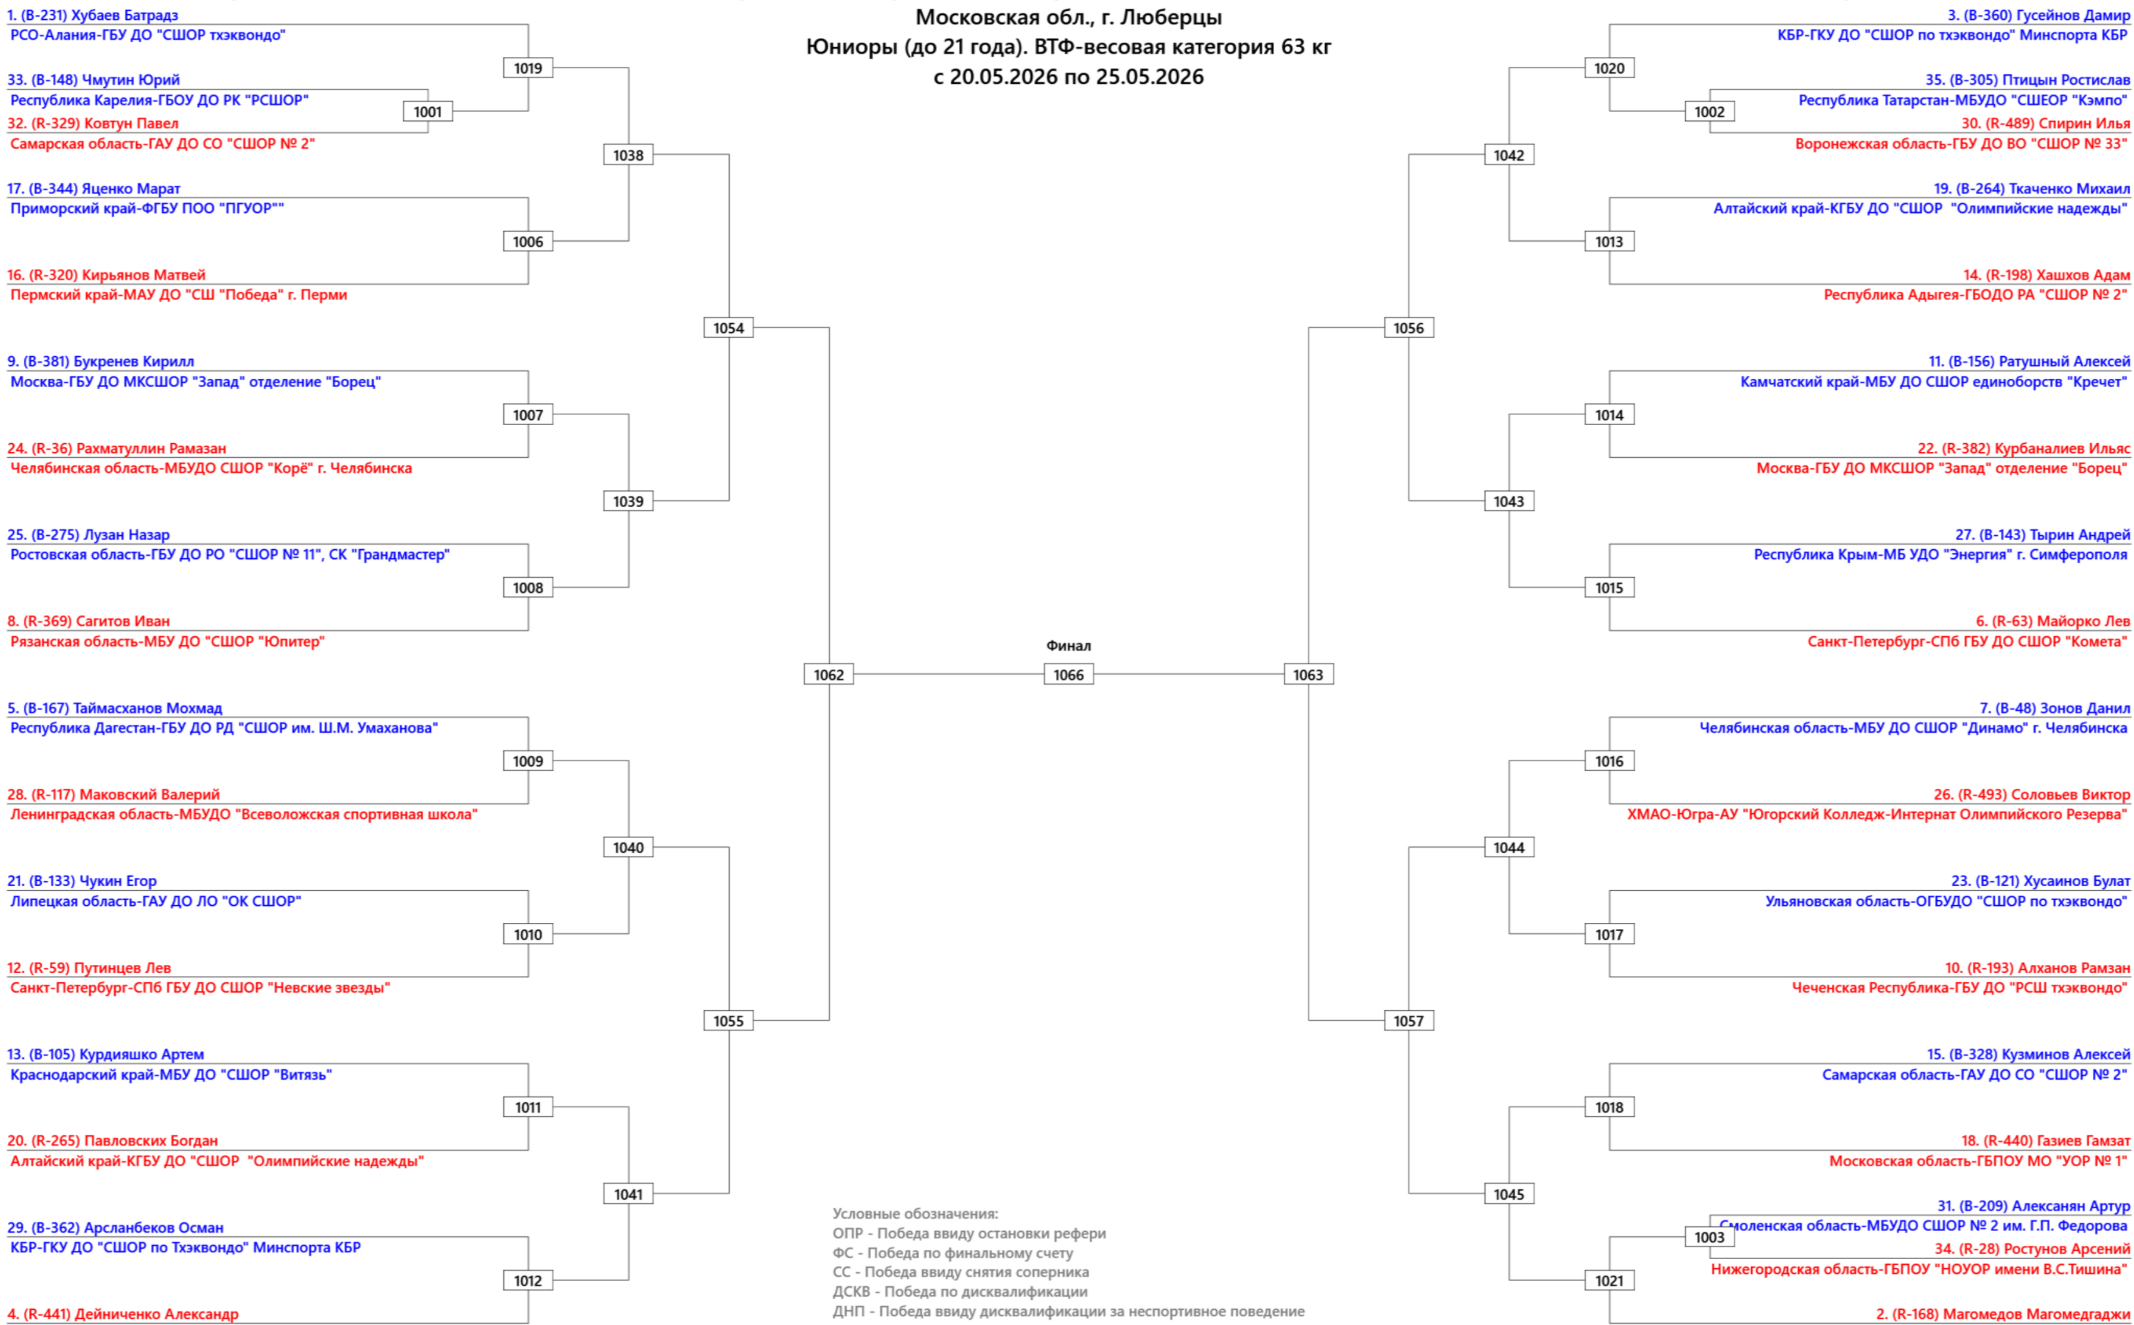 Московская обл., г. Люберцы
Юниоры (до 21 года). ВТФ-весовая категория 63 кг
с 20.05.2026 по 25.05.2026
1. (B-231) Хубаев Батрадз
РСО-Алания-ГБУ ДО "СШОР тхэквондо"
1019
33. (B-148) Чмутин Юрий
Республика Карелия-ГБОУ ДО РК "РСШОР"
1001
32. (R-329) Ковтун Павел
Самарская область-ГАУ ДО СО "СШОР № 2"
1038
17. (B-344) Яценко Марат
Приморский край-ФГБУ ПОО "ПГУОР""
1006
16. (R-320) Кирьянов Матвей
Пермский край-МАУ ДО "СШ "Победа" г. Перми
1054
9. (B-381) Букренев Кирилл
Москва-ГБУ ДО МКСШОР "Запад" отделение "Борец"
1007
24. (R-36) Рахматуллин Рамазан
Челябинская область-МБУДО СШОР "Корё" г. Челябинска
1039
25. (B-275) Лузан Назар
Ростовская область-ГБУ ДО РО "СШОР № 11", СК "Грандмастер"
1008
8. (R-369) Сагитов Иван
Рязанская область-МБУ ДО "СШОР "Юпитер"
1062
5. (B-167) Таймасханов Мохмад
Республика Дагестан-ГБУ ДО РД "СШОР им. Ш.М. Умаханова"
1009
28. (R-117) Маковский Валерий
Ленинградская область-МБУДО "Всеволожская спортивная школа"
1040
21. (B-133) Чукин Егор
Липецкая область-ГАУ ДО ЛО "ОК СШОР"
1010
12. (R-59) Путинцев Лев
Санкт-Петербург-СПб ГБУ ДО СШОР "Невские звезды"
1055
13. (B-105) Курдияшко Артем
Краснодарский край-МБУ ДО "СШОР "Витязь"
1011
20. (R-265) Павловских Богдан
Алтайский край-КГБУ ДО "СШОР "Олимпийские надежды"
1041
29. (B-362) Арсланбеков Осман
КБР-ГКУ ДО "СШОР по Тхэквондо" Минспорта КБР
1012
4. (R-441) Дейниченко Александр
Финал
1066
3. (B-360) Гусейнов Дамир
КБР-ГКУ ДО "СШОР по тхэквондо" Минспорта КБР
1020
35. (B-305) Птицын Ростислав
Республика Татарстан-МБУДО "СШЕОР "Кэмпо"
1002
30. (R-489) Спирин Илья
Воронежская область-ГБУ ДО ВО "СШОР № 33"
1042
19. (B-264) Ткаченко Михаил
Алтайский край-КГБУ ДО "СШОР "Олимпийские надежды"
1013
14. (R-198) Хашхов Адам
Республика Адыгея-ГБОДО РА "СШОР № 2"
1056
11. (B-156) Ратушный Алексей
Камчатский край-МБУ ДО СШОР единоборств "Кречет"
1014
22. (R-382) Курбаналиев Ильяс
Москва-ГБУ ДО МКСШОР "Запад" отделение "Борец"
1043
27. (B-143) Тырин Андрей
Республика Крым-МБ УДО "Энергия" г. Симферополя
1015
6. (R-63) Майорко Лев
Санкт-Петербург-СПб ГБУ ДО СШОР "Комета"
1063
7. (B-48) Зонов Данил
Челябинская область-МБУ ДО СШОР "Динамо" г. Челябинска
1016
26. (R-493) Соловьев Виктор
ХМАО-Югра-АУ "Югорский Колледж-Интернат Олимпийского Резерва"
1044
23. (B-121) Хусаинов Булат
Ульяновская область-ОГБУДО "СШОР по тхэквондо"
1017
10. (R-193) Алханов Рамзан
Чеченская Республика-ГБУ ДО "РСШ тхэквондо"
1057
15. (B-328) Кузминов Алексей
Самарская область-ГАУ ДО СО "СШОР № 2"
1018
18. (R-440) Газиев Гамзат
Московская область-ГБПОУ МО "УОР № 1"
1045
31. (B-209) Алексанян Артур
Смоленская область-МБУДО СШОР № 2 им. Г.П. Федорова
1003
34. (R-28) Ростунов Арсений
Нижегородская область-ГБПОУ "НОУОР имени В.С.Тишина"
1021
2. (R-168) Магомедов Магомедгаджи
Условные обозначения:
ОПР - Победа ввиду остановки рефери
ФС - Победа по финальному счету
СС - Победа ввиду снятия соперника
ДСКВ - Победа по дисквалификации
ДНП - Победа ввиду дисквалификации за неспортивное поведение